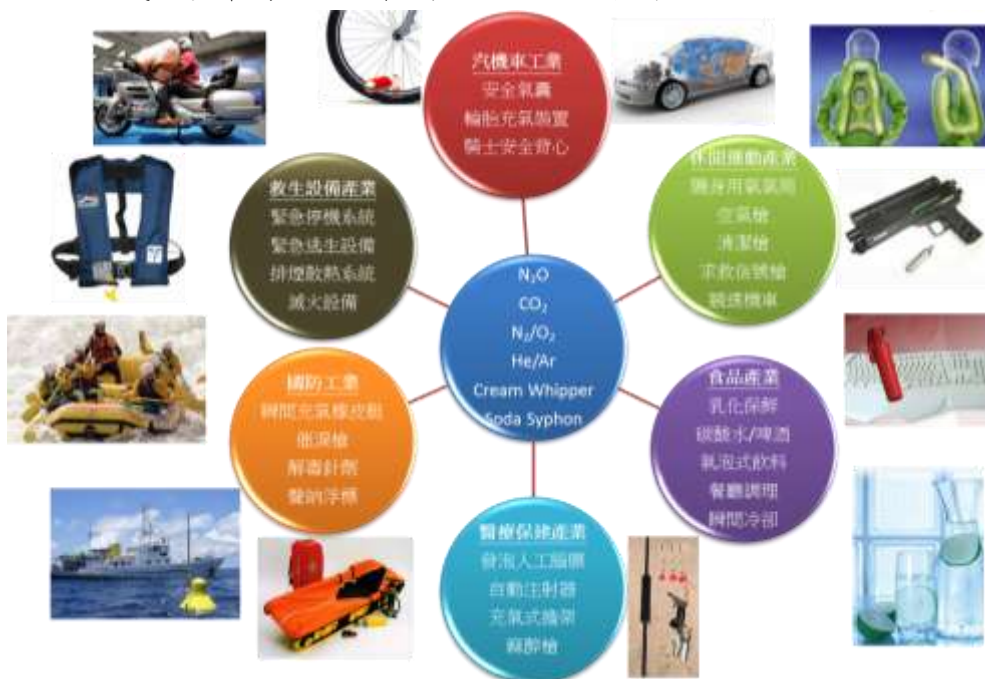 汽機車工業
安全氣囊
輪胎充氣裝置
騎士安全背心
救生設備產業
緊急停機系統
緊急逃生設備
排煙散熱系統
滅火設備
休閒運動產業
隨身用氧氣筒
空氣槍
清潔槍
求救信號槍
競速機車
N₂O
CO₂
N₂/O₂
He/Ar
Cream Whipper
Soda Syphon
國防工業
瞬間充氣橡皮艇
催淚槍
解毒針劑
聲納浮標
食品產業
乳化保鮮
碳酸水/啤酒
氣泡式飲料
餐廳調理
瞬間冷卻
醫療保健產業
發泡人工腦膜
自動注射器
充氣式擔架
麻醉槍